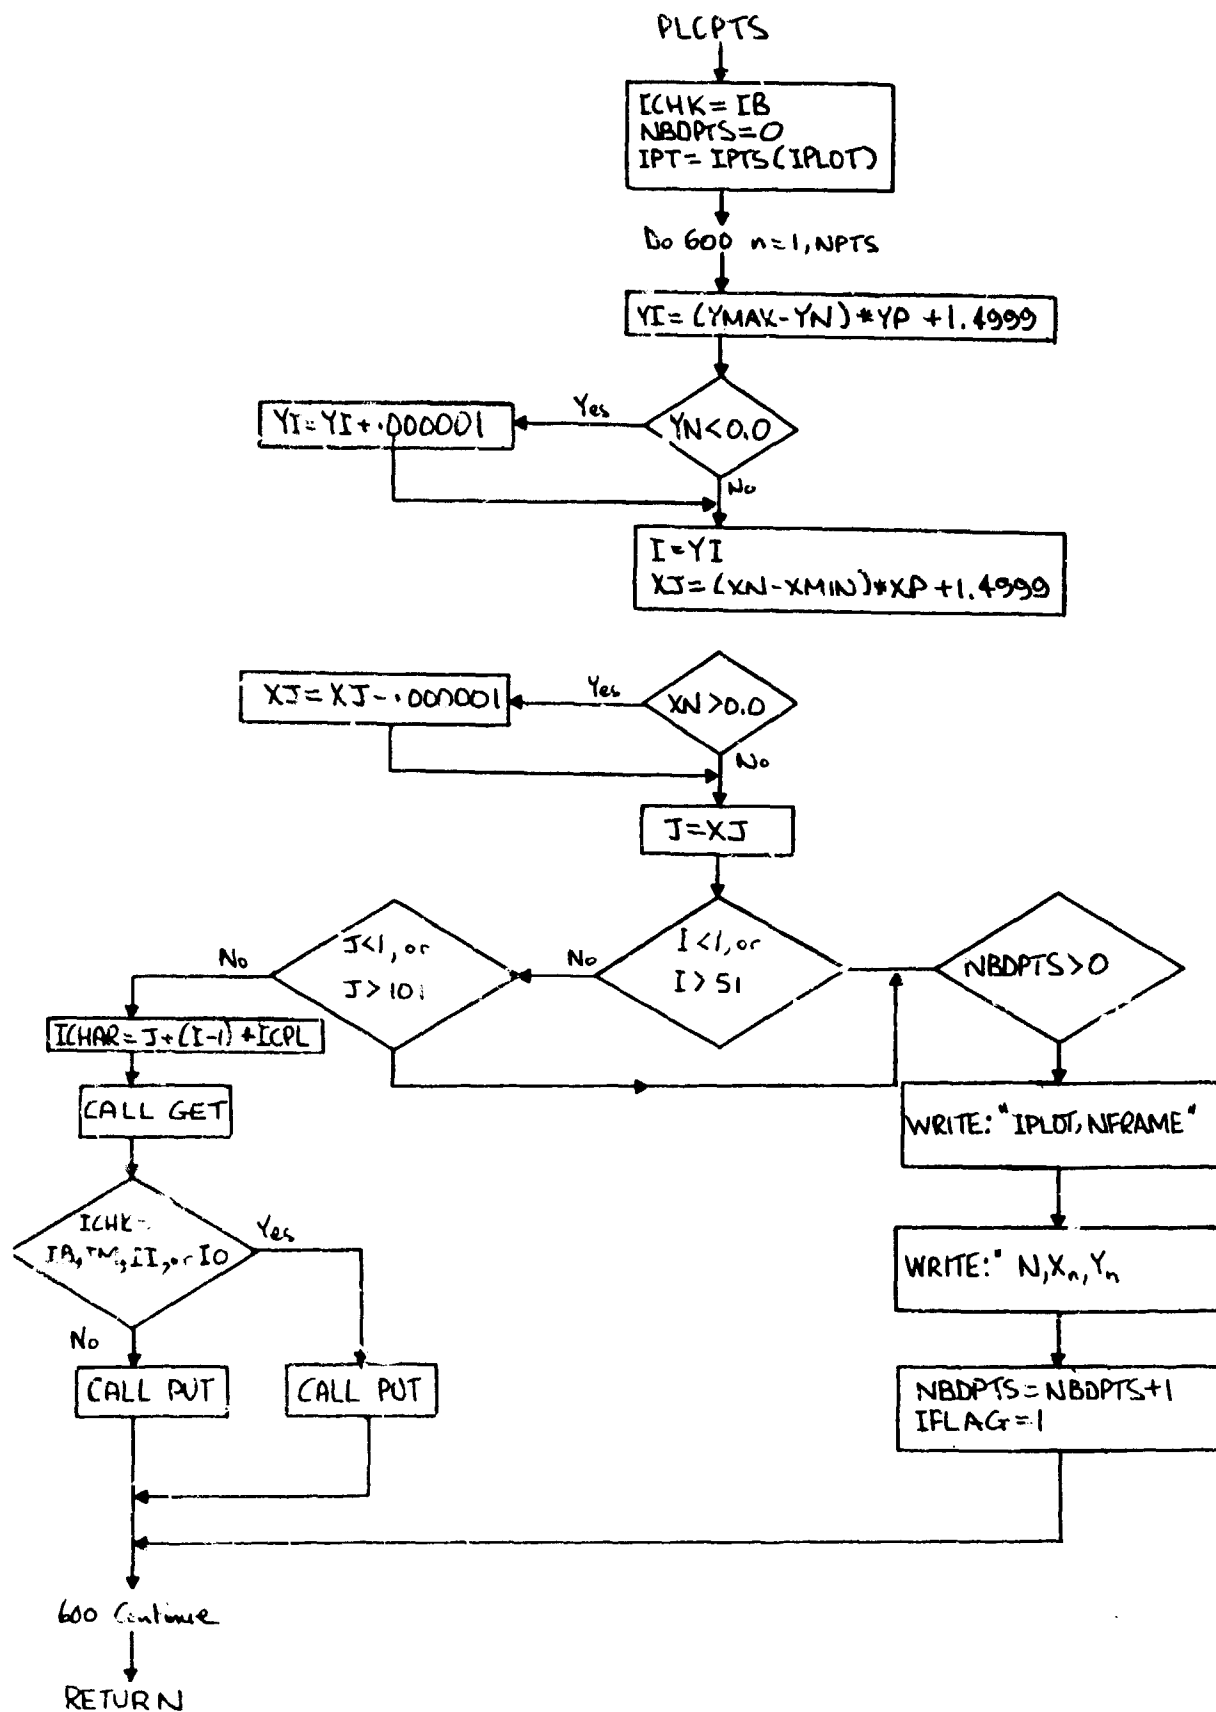 PLCPTS
ICHK = IB
NBDPTS=0
IPT = IPTS(IPLOT)
Do 600 n=1, NPTS
YI=(YMAX-YN)*YP+1.4999
YN<0.0
Yes
YI=YI+.000001
No
I=YI
XJ=(XN-XMIN)*XP+1.4999
XN>0.0
Yes
XJ=XJ-.000001
No
J=XJ
I<1, or
I>51
No
J<1, or
J>101
No
NBDPTS>0
ICHAR=J+(I-1)*ICPL
CALL GET
WRITE: "IPLOT, NFRAME"
ICHK=
II, or IO
Yes
No
WRITE:" N, Xn, Yn
CALL PUT
CALL PUT
NBDPTS=NBDPTS+1
IFLAG=1
600 Continue
RETURN